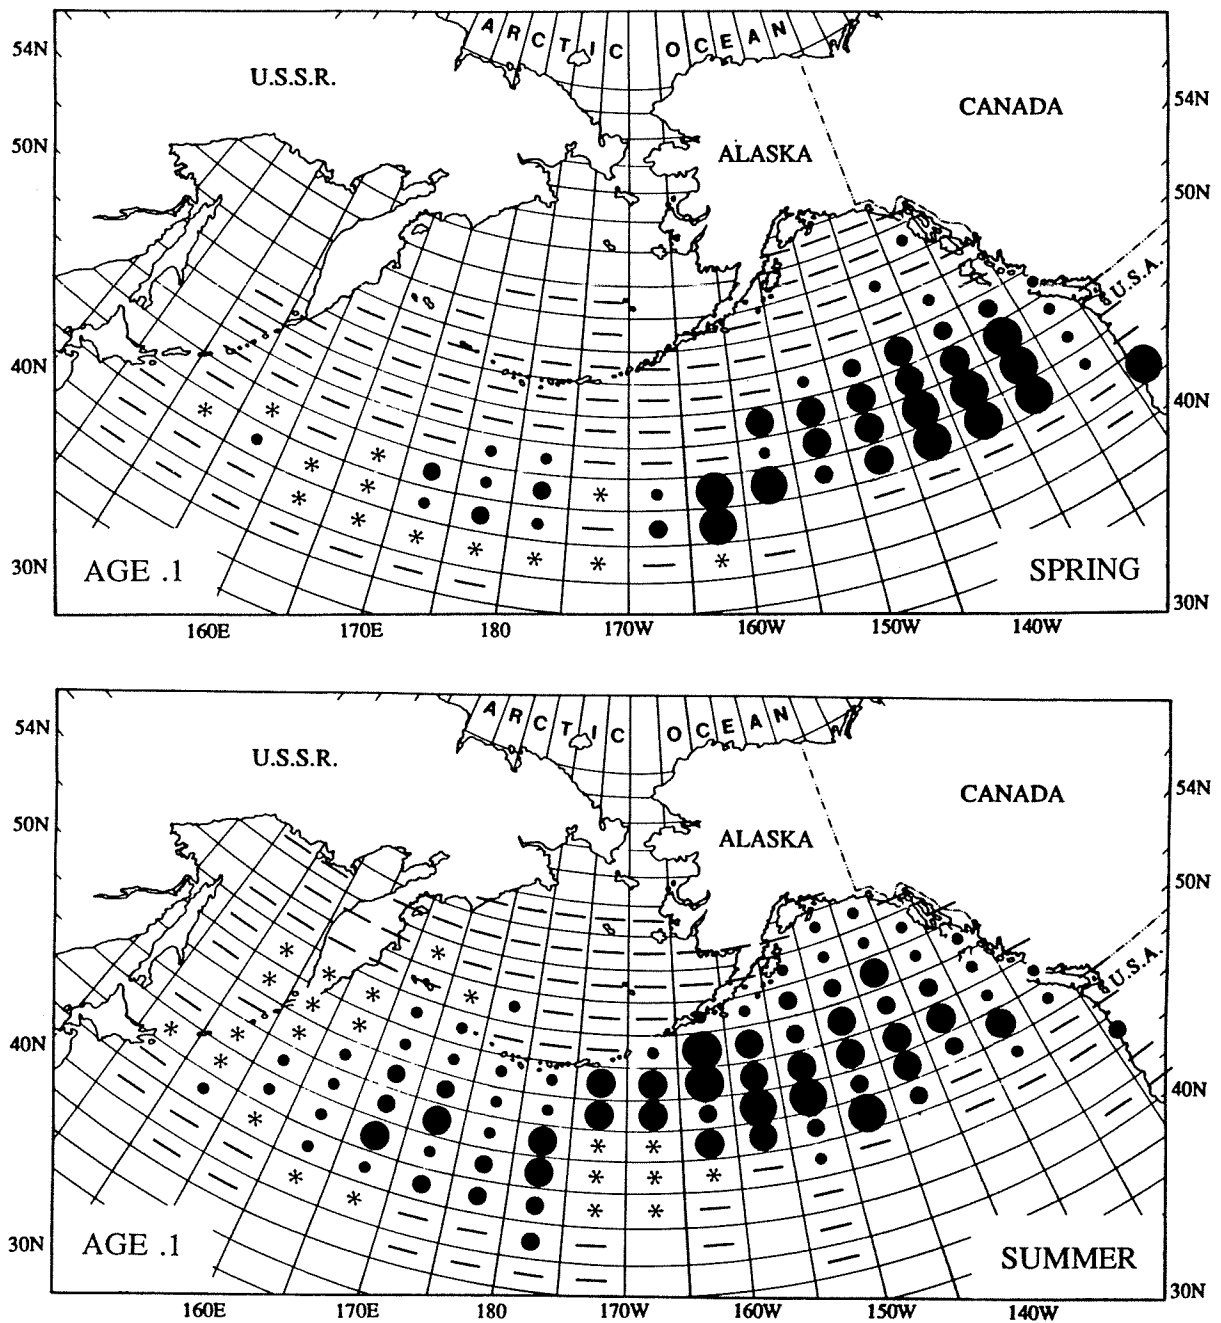 ARCTIC OCEAN
54N
U.S.S.R.
CANADA
54N
50N
ALASKA
50N
U.S.A.
40N
40N
30N
AGE .1
SPRING
30N
160E 170E 180 170W 160W 150W 140W
ARCTIC OCEAN
54N
U.S.S.R.
CANADA
54N
50N
ALASKA
50N
U.S.A.
40N
40N
30N
AGE .1
SUMMER
30N
160E 170E 180 170W 160W 150W 140W